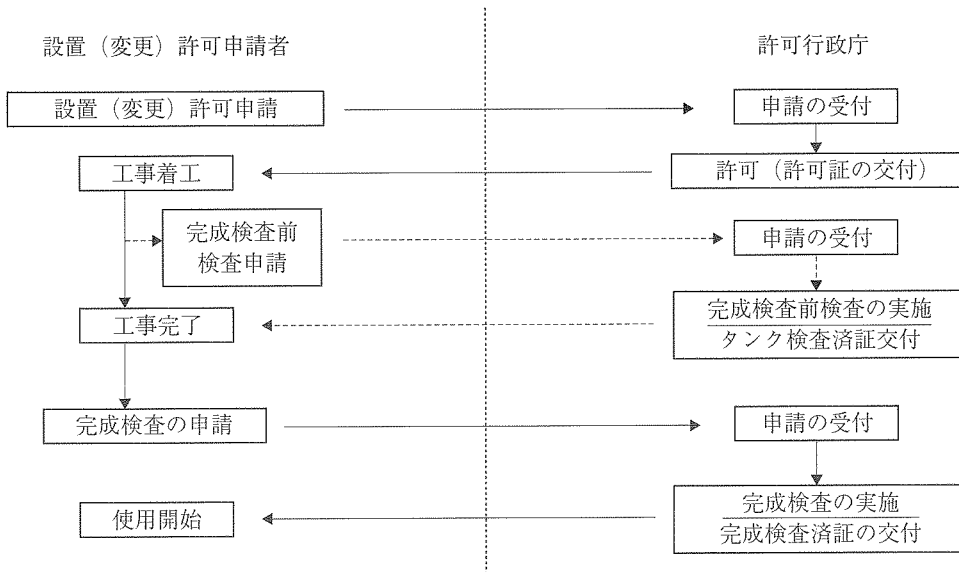 設置（変更）許可申請者
許可行政庁
設置（変更）許可申請
申請の受付
工事着工
許可（許可証の交付）
完成検査前
検査申請
申請の受付
工事完了
完成検査前検査の実施
タンク検査済証交付
完成検査の申請
申請の受付
使用開始
完成検査の実施
完成検査済証の交付